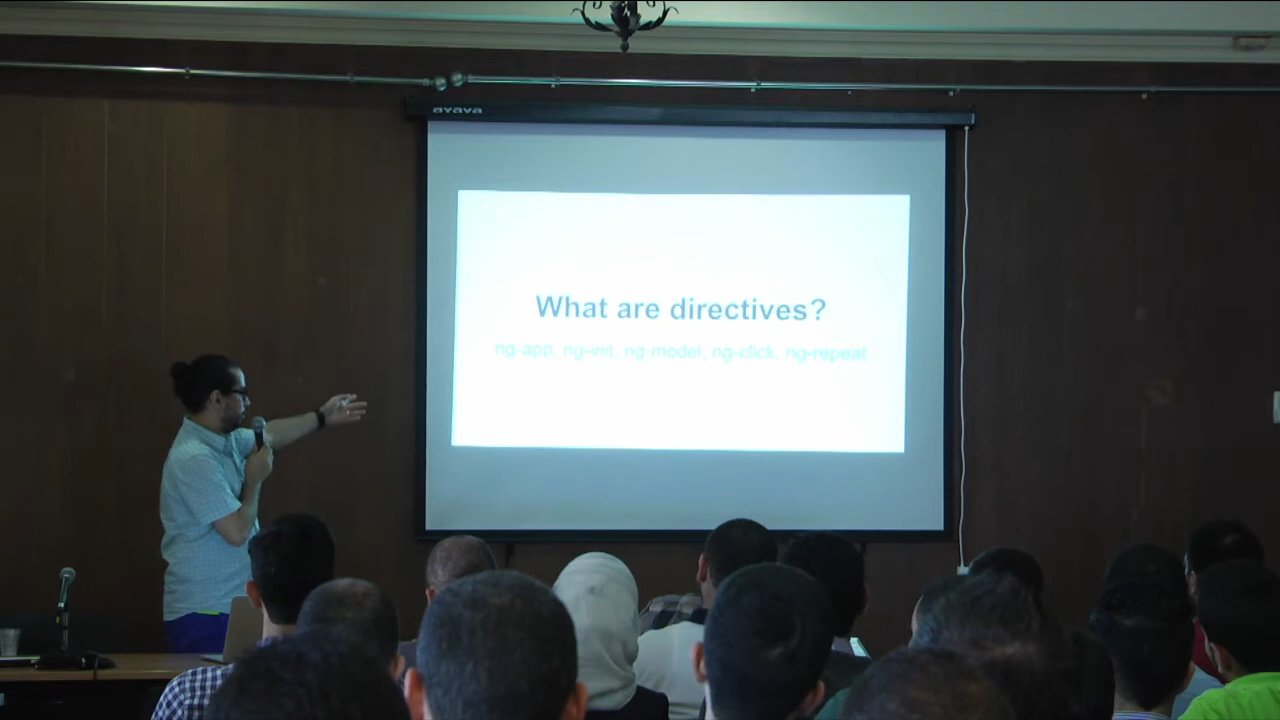 AVAYA
What are directives?
ng-app, ng-init, ng-model, ng-click, ng-repeat